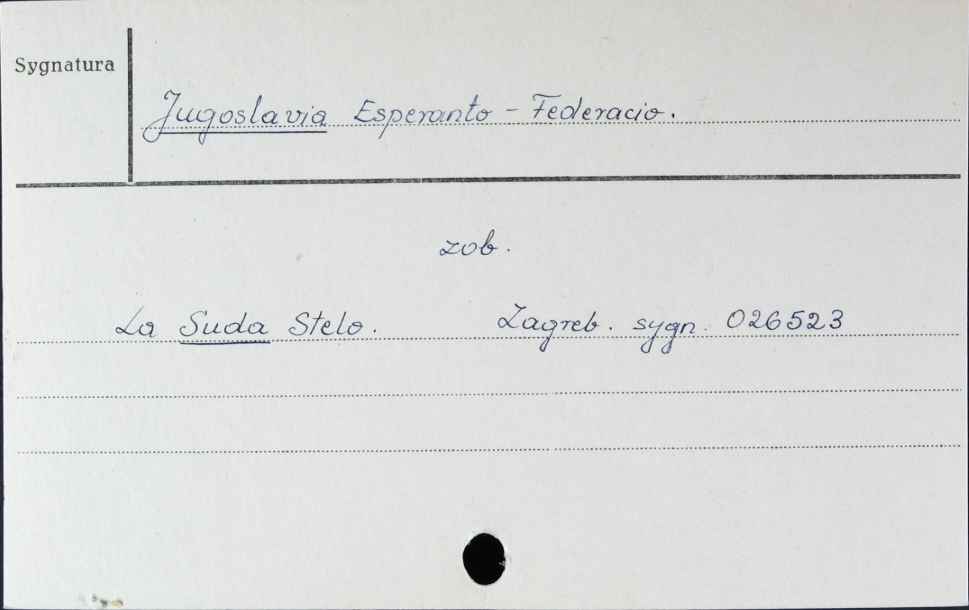 Sygnatura
Jugoslavia Esperanto - Federacio.
zob.
La Suda Stelo. Zagreb. sygn. 026523